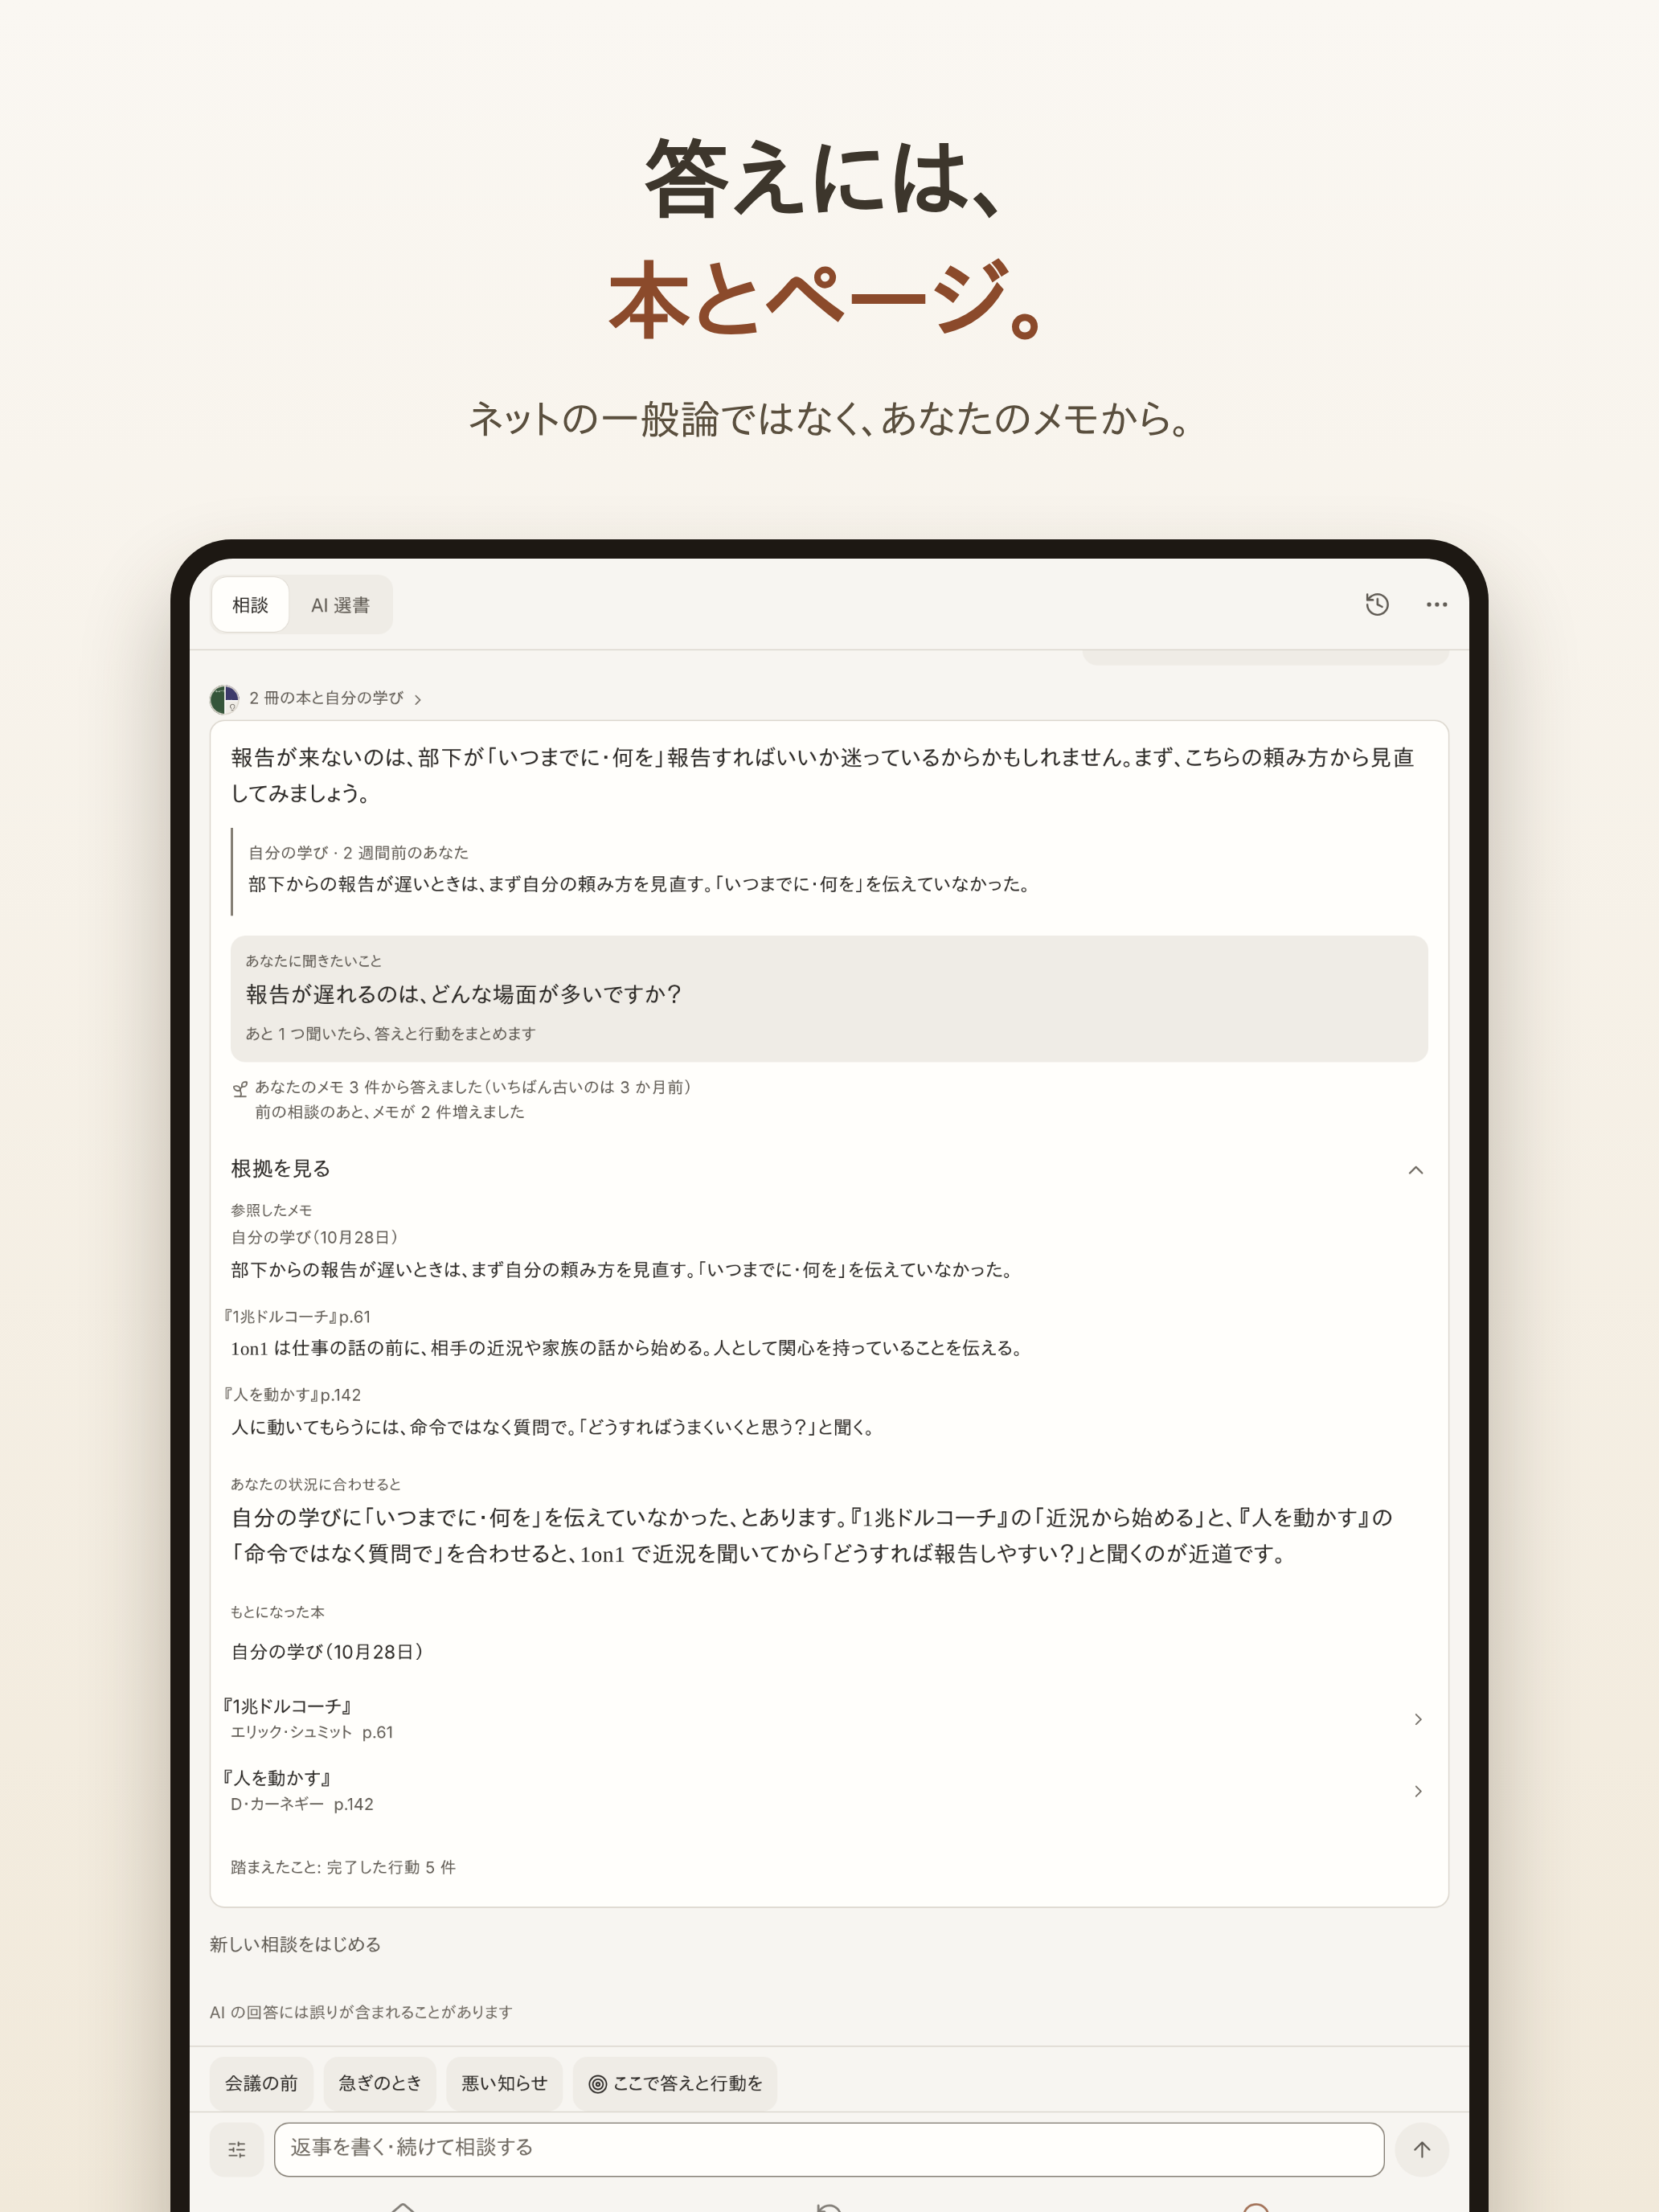 答えには、
本とページ。
ネットの一般論ではなく、あなたのメモから。
相談
AI 選書
2 冊の本と自分の学び
報告が来ないのは、部下が「いつまでに・何を」報告すればいいか迷っているからかもしれません。まず、こちらの頼み方から見直
してみましょう。
自分の学び · 2 週間前のあなた
部下からの報告が遅いときは、まず自分の頼み方を見直す。「いつまでに・何を」を伝えていなかった。
あなたに聞きたいこと
報告が遅れるのは、どんな場面が多いですか？
あと 1 つ聞いたら、答えと行動をまとめます
あなたのメモ 3 件から答えました（いちばん古いのは 3 か月前）
前の相談のあと、メモが 2 件増えました
根拠を見る
参照したメモ
自分の学び（10月28日）
部下からの報告が遅いときは、まず自分の頼み方を見直す。「いつまでに・何を」を伝えていなかった。
『1兆ドルコーチ』p.61
1on1 は仕事の話の前に、相手の近況や家族の話から始める。人として関心を持っていることを伝える。
『人を動かす』p.142
人に動いてもらうには、命令ではなく質問で。「どうすればうまくいくと思う？」と聞く。
あなたの状況に合わせると
自分の学びに「いつまでに・何を」を伝えていなかった、とあります。『1兆ドルコーチ』の「近況から始める」と、『人を動かす』の
「命令ではなく質問で」を合わせると、1on1 で近況を聞いてから「どうすれば報告しやすい？」と聞くのが近道です。
もとになった本
自分の学び（10月28日）
『1兆ドルコーチ』
エリック・シュミット p.61
『人を動かす』
D・カーネギー p.142
踏まえたこと: 完了した行動 5 件
新しい相談をはじめる
AI の回答には誤りが含まれることがあります
会議の前
急ぎのとき
悪い知らせ
ここで答えと行動を
返事を書く・続けて相談する